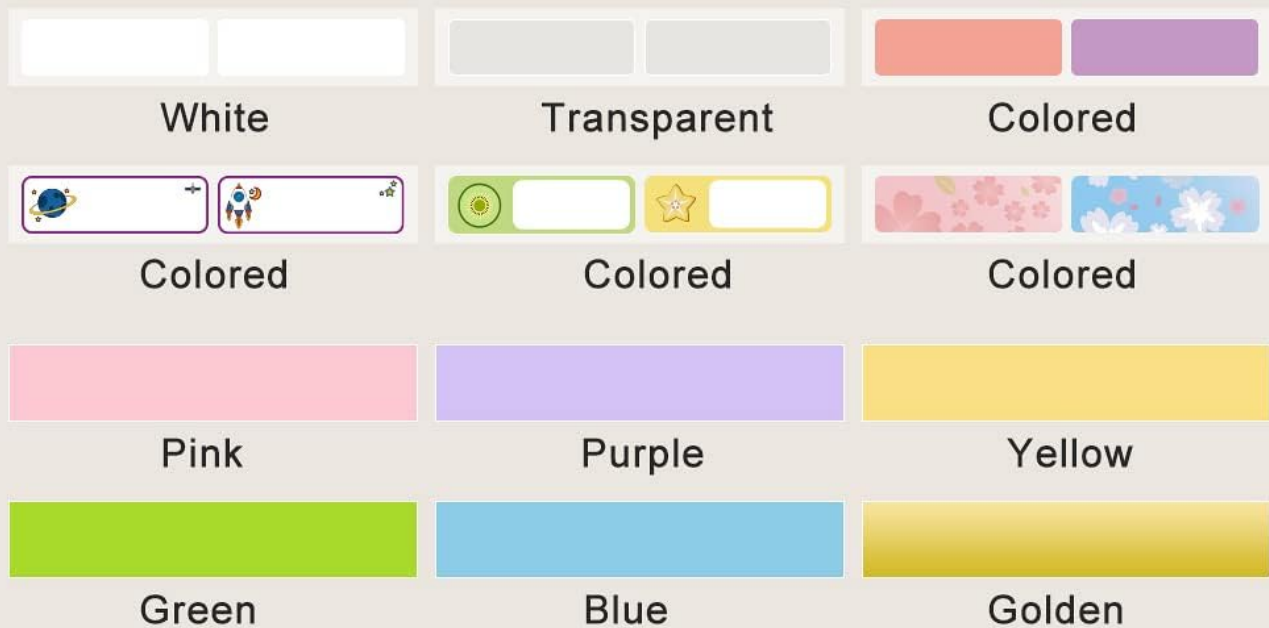 White
Transparent
Colored
Colored
Colored
Colored
Pink
Purple
Yellow
Green
Blue
Golden